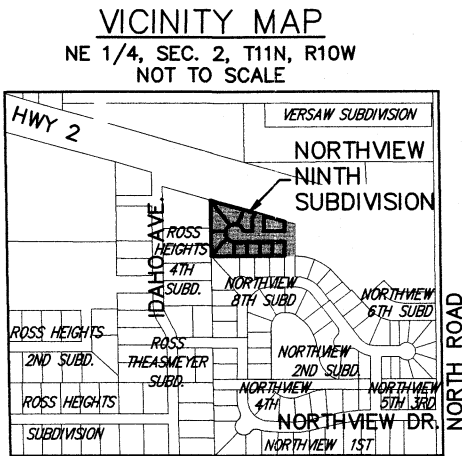 VICINITY MAP
NE 1/4, SEC. 2, T11N, R10W
NOT TO SCALE
HWY 2
VERSAW SUBDIVISION
NORTHVIEW
NINTH
SUBDIVISION
IDAHO AVE.
ROSS
HEIGHTS
4TH
SUBD.
NORTHVIEW
8TH SUBD
NORTHVIEW
6TH SUBD
NORTH ROAD
ROSS HEIGHTS
2ND SUBD.
ROSS
THEASMEYER
SUBD.
NORTHVIEW
2ND SUBD.
NORTHVIEW
4TH
NORTHVIEW
5TH 3RD
ROSS HEIGHTS
SUBDIVISION
NORTHVIEW DR.
NORTHVIEW 1ST